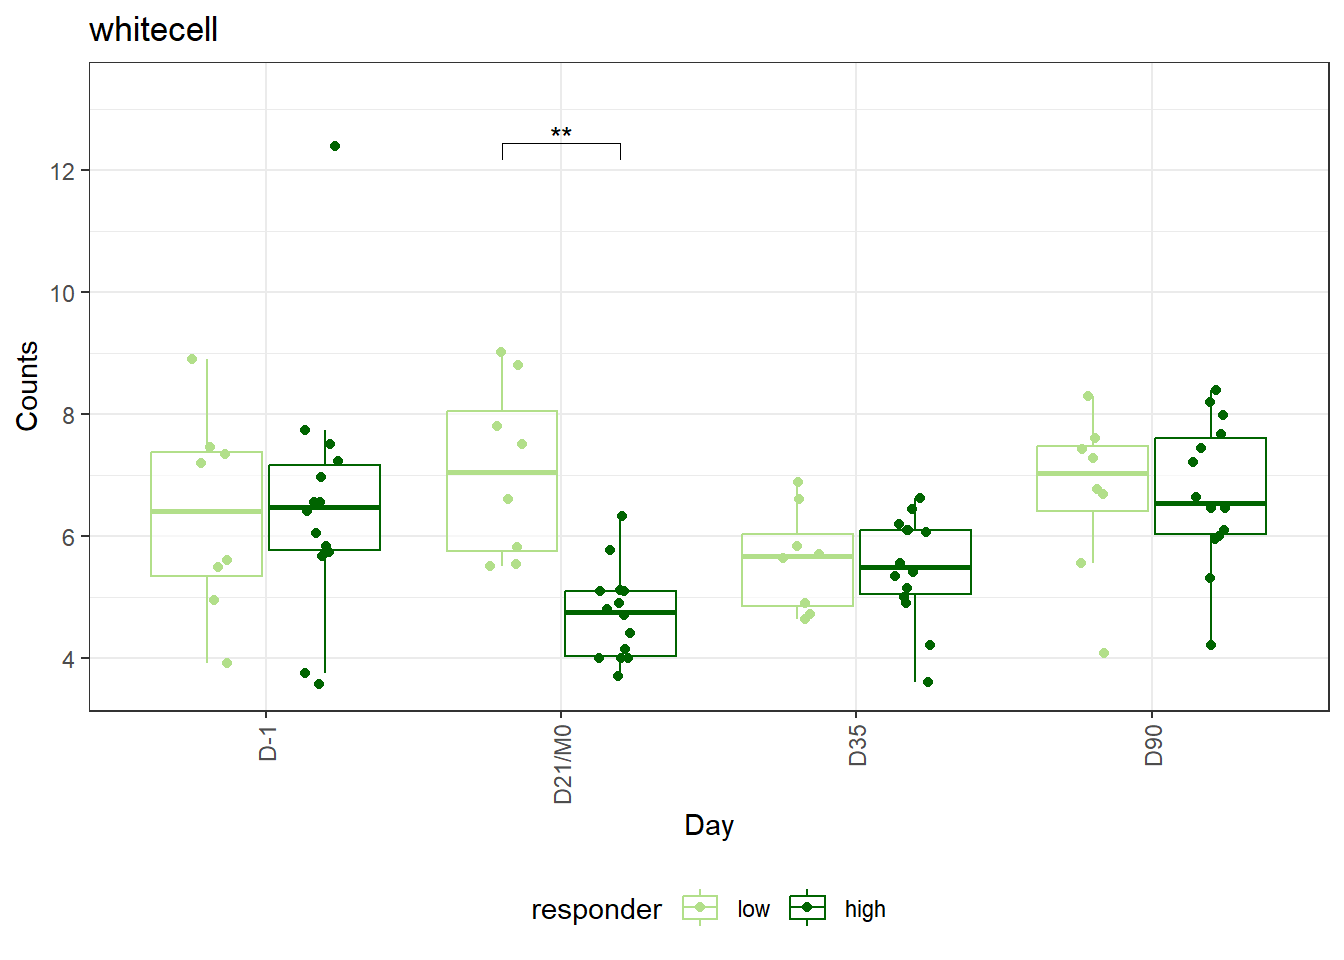 whitecell
**
12
10
8
6
4
Counts
D-1
D21/M0
D35
D90
Day
responder low high